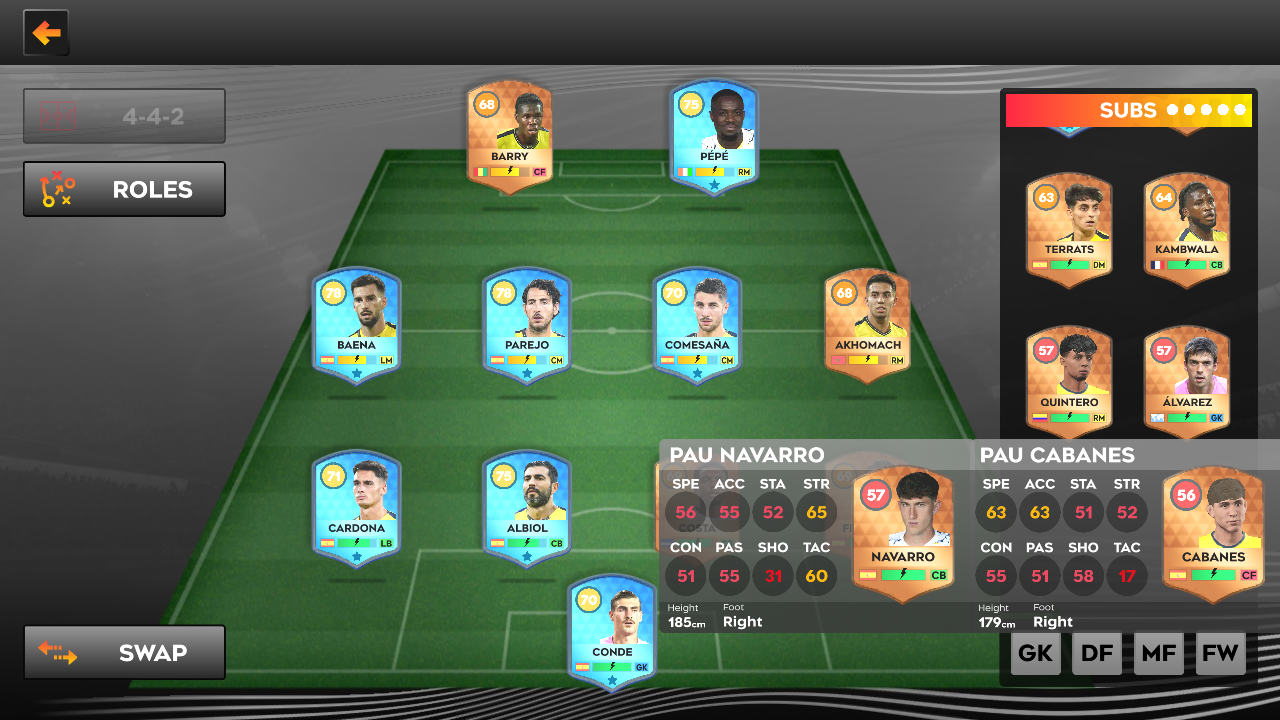 4-4-2
ROLES
SUBS
68
BARRY
CF
75
PÉPÉ
RM
63
TERRATS
DM
64
KAMBWALA
CB
78
BAENA
LM
78
PAREJO
CM
70
COMESAÑA
CM
68
AKHOMACH
RM
57
QUINTERO
RM
57
ÁLVAREZ
GK
71
CARDONA
LB
75
ALBIOL
CB
COSTA
70
CONDE
GK
PAU NAVARRO
SPE ACC STA STR
56 55 52 65
CON PAS SHO TAC
51 55 31 60
Height Foot
185cm Right
57
NAVARRO
CB
PAU CABANES
SPE ACC STA STR
63 63 51 52
CON PAS SHO TAC
55 51 58 17
Height Foot
179cm Right
56
CABANES
CF
SWAP
GK DF MF FW